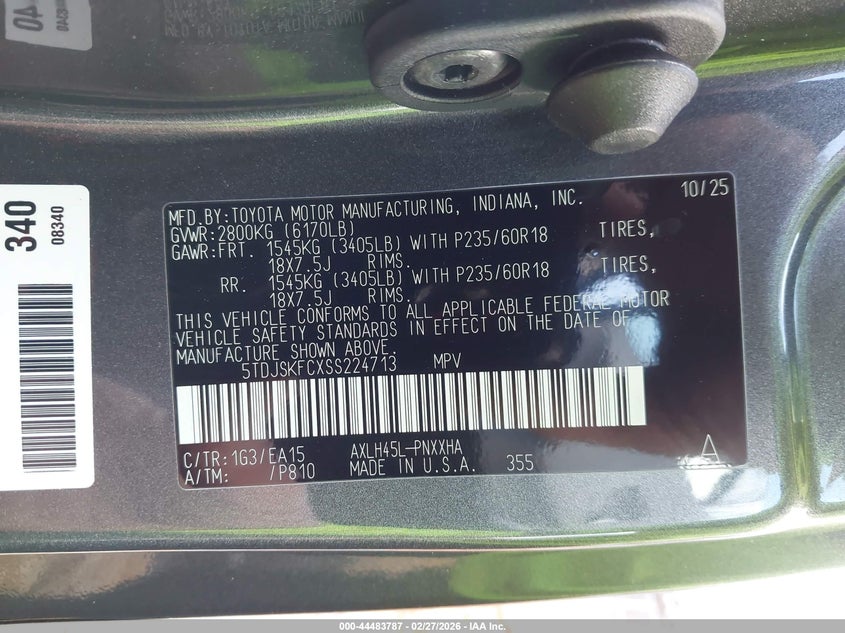 0A
340
08340
10/25
MFD.BY:TOYOTA MOTOR MANUFACTURING, INDIANA, INC.
GVWR:2800KG (6170LB)
GAWR:FRT. 1545KG (3405LB) WITH P235/60R18 TIRES,
18X7.5J RIMS.
RR. 1545KG (3405LB) WITH P235/60R18 TIRES,
18X7.5J RIMS.
THIS VEHICLE CONFORMS TO ALL APPLICABLE FEDERAL MOTOR
VEHICLE SAFETY STANDARDS IN EFFECT ON THE DATE OF
MANUFACTURE SHOWN ABOVE.
5TDJSKFCXSS224713 MPV
C/TR:1G3/EA15 AXLH45L-PNXXHA
A/TM: /P810 MADE IN U.S.A. 355 A
000-44483787 - 02/27/2026 - IAA Inc.